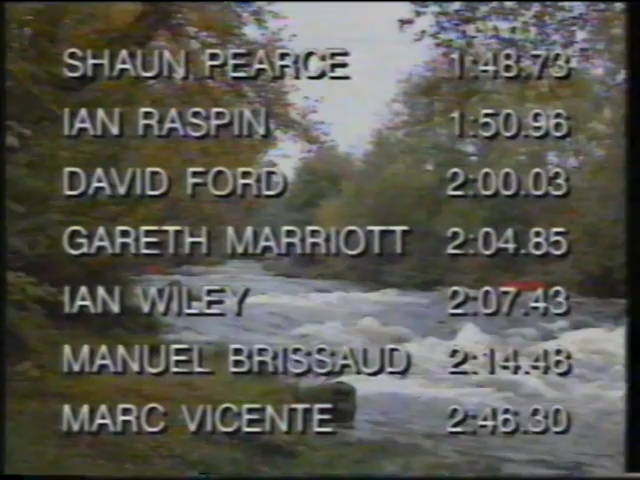 SHAUN PEARCE 1:48.73
IAN RASPIN 1:50.96
DAVID FORD 2:00.03
GARETH MARRIOTT 2:04.85
IAN WILEY 2:07.43
MANUEL BRISSAUD 2:14.48
MARC VICENTE 2:46.30